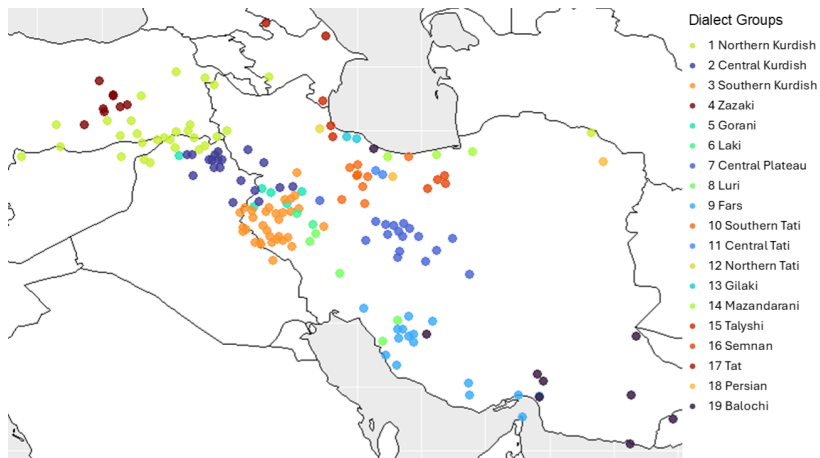 Dialect Groups
1 Northern Kurdish
2 Central Kurdish
3 Southern Kurdish
4 Zazaki
5 Gorani
6 Laki
7 Central Plateau
8 Luri
9 Fars
10 Southern Tati
11 Central Tati
12 Northern Tati
13 Gilaki
14 Mazandarani
15 Talyshi
16 Semnan
17 Tat
18 Persian
19 Balochi